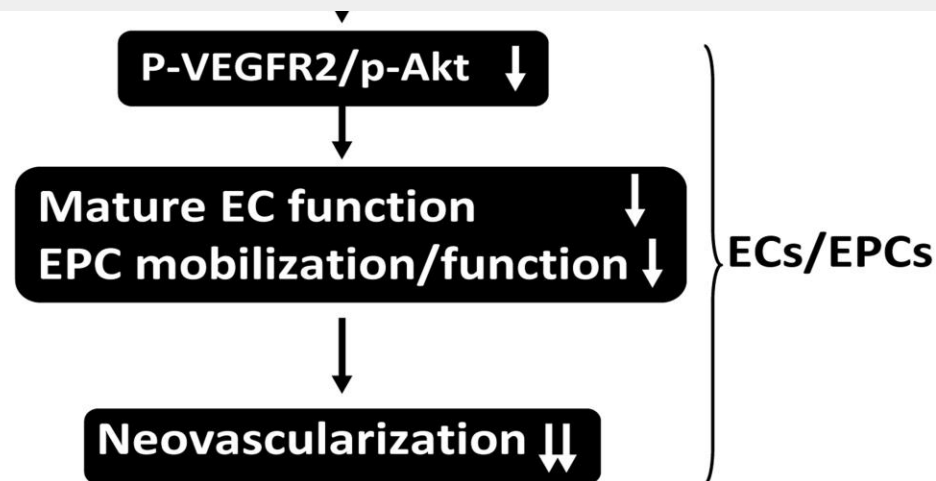 P-VEGFR2/p-Akt ↓
Mature EC function ↓
EPC mobilization/function ↓
ECs/EPCs
Neovascularization ↓↓